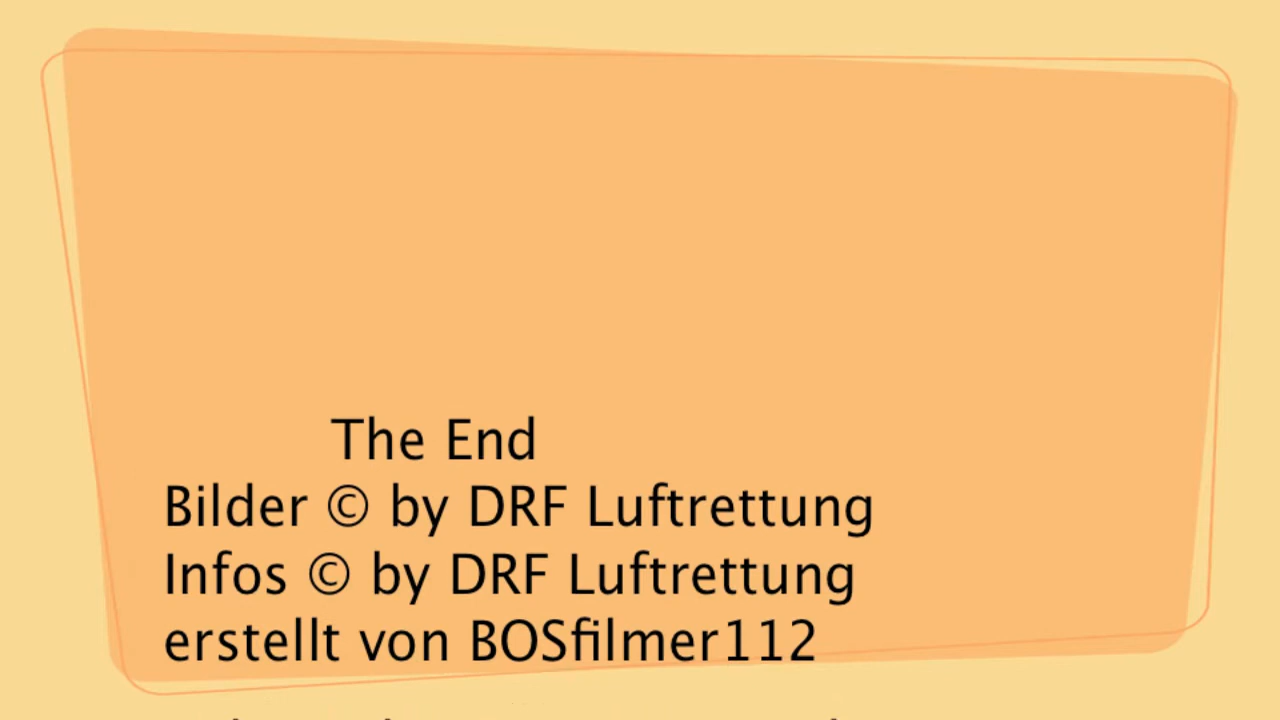 The End
Bilder © by DRF Luftrettung
Infos © by DRF Luftrettung
erstellt von BOSfilmer112